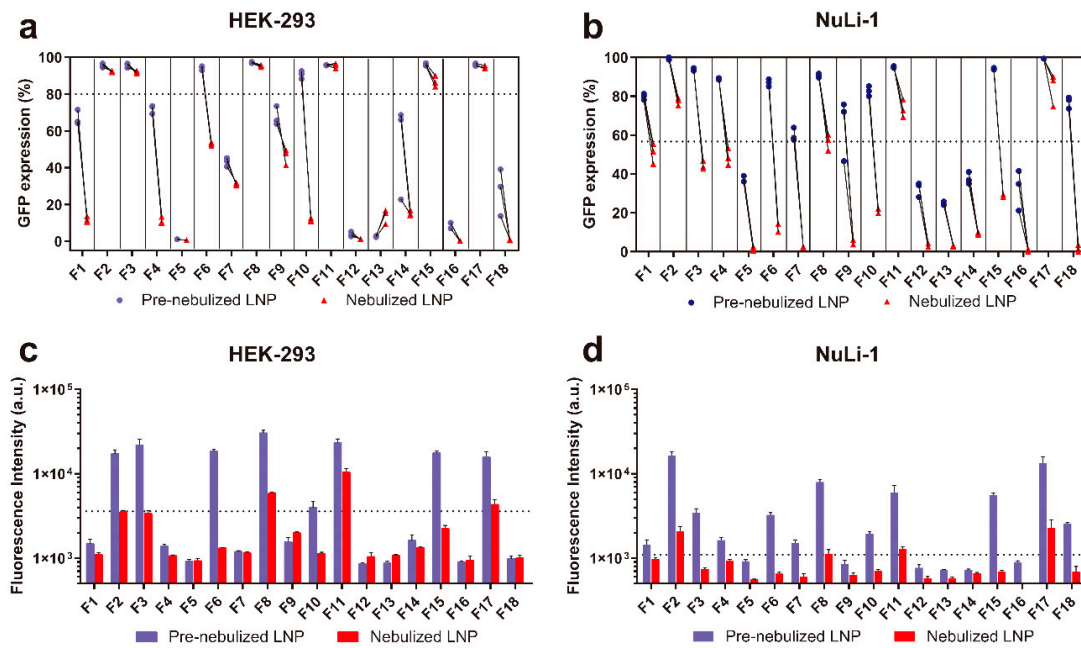 a
HEK-293
GFP expression (%)
100
80
60
40
20
0
F1 F2 F3 F4 F5 F6 F7 F8 F9 F10 F11 F12 F13 F14 F15 F16 F17 F18
Pre-nebulized LNP Nebulized LNP
b
NuLi-1
GFP expression (%)
100
80
60
40
20
0
F1 F2 F3 F4 F5 F6 F7 F8 F9 F10 F11 F12 F13 F14 F15 F16 F17 F18
Pre-nebulized LNP Nebulized LNP
c
HEK-293
Fluorescence Intensity (a.u.)
1×10⁵
1×10⁴
1×10³
F1 F2 F3 F4 F5 F6 F7 F8 F9 F10 F11 F12 F13 F14 F15 F16 F17 F18
Pre-nebulized LNP Nebulized LNP
d
NuLi-1
Fluorescence Intensity (a.u.)
1×10⁵
1×10⁴
1×10³
F1 F2 F3 F4 F5 F6 F7 F8 F9 F10 F11 F12 F13 F14 F15 F16 F17 F18
Pre-nebulized LNP Nebulized LNP